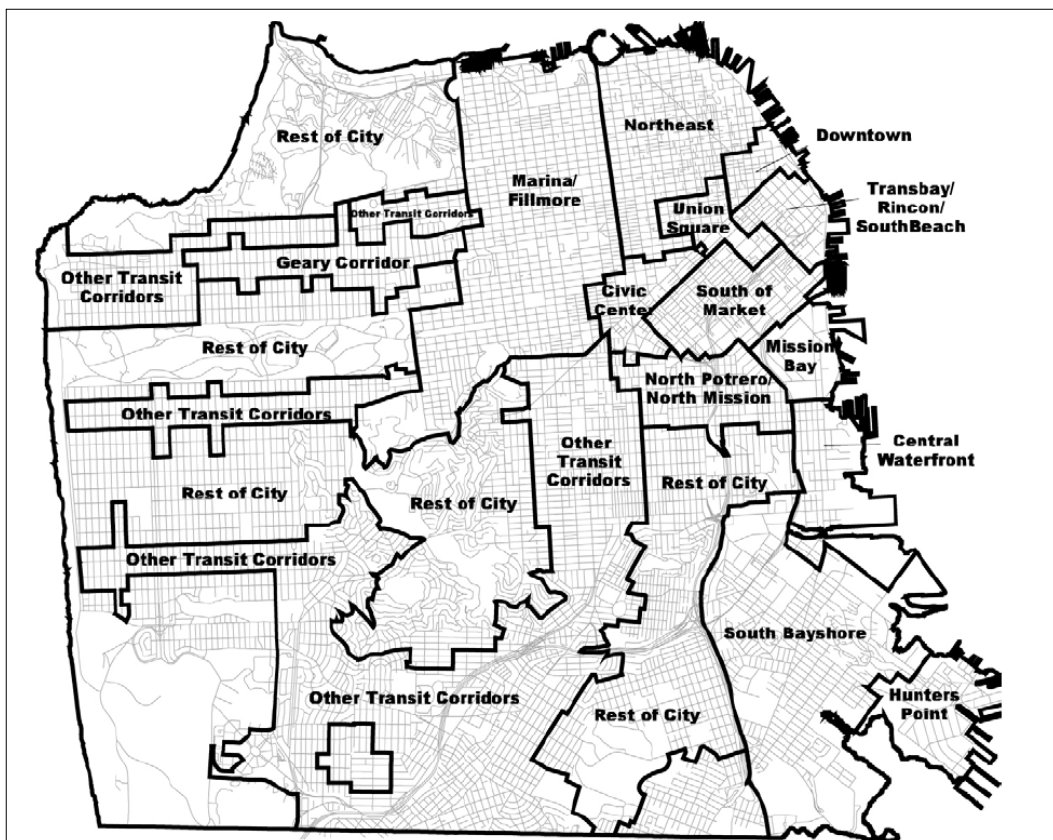 Rest of City
Northeast
Downtown
Marina/
Fillmore
Transbay/
Rincon/
SouthBeach
Other Transit Corridors
Union
Square
Geary Corridor
Other Transit
Corridors
Civic
Center
South of
Market
Rest of City
Mission
Bay
North Potrero/
North Mission
Other Transit Corridors
Other
Transit
Corridors
Central
Waterfront
Rest of City
Rest of City
Rest of City
Other Transit Corridors
South Bayshore
Other Transit Corridors
Hunters
Point
Rest of City